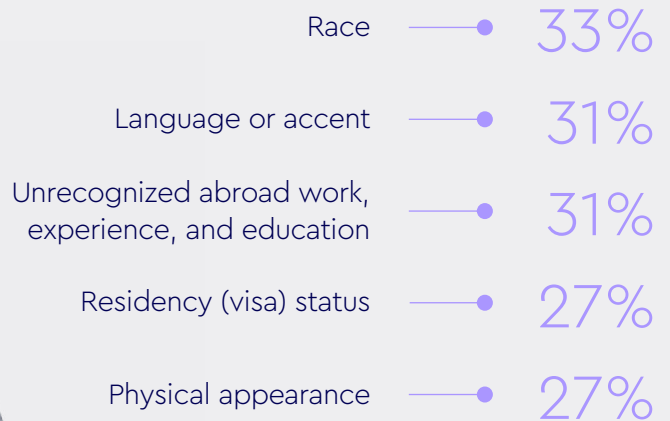 Race 33%
Language or accent 31%
Unrecognized abroad work,
experience, and education 31%
Residency (visa) status 27%
Physical appearance 27%